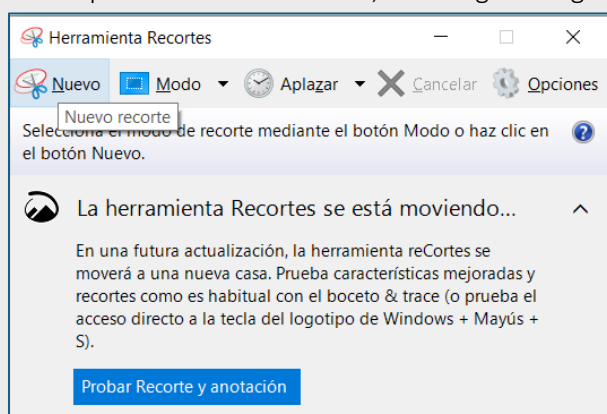 Herramienta Recortes
Nuevo Modo Aplazar Cancelar Opciones
Nuevo recorte
Selecciona el modo de recorte mediante el botón Modo o haz clic en
el botón Nuevo.
La herramienta Recortes se está moviendo...
En una futura actualización, la herramienta reCortes se
moverá a una nueva casa. Prueba características mejoradas y
recortes como es habitual con el boceto & trace (o prueba el
acceso directo a la tecla del logotipo de Windows + Mayús +
S).
Probar Recorte y anotación